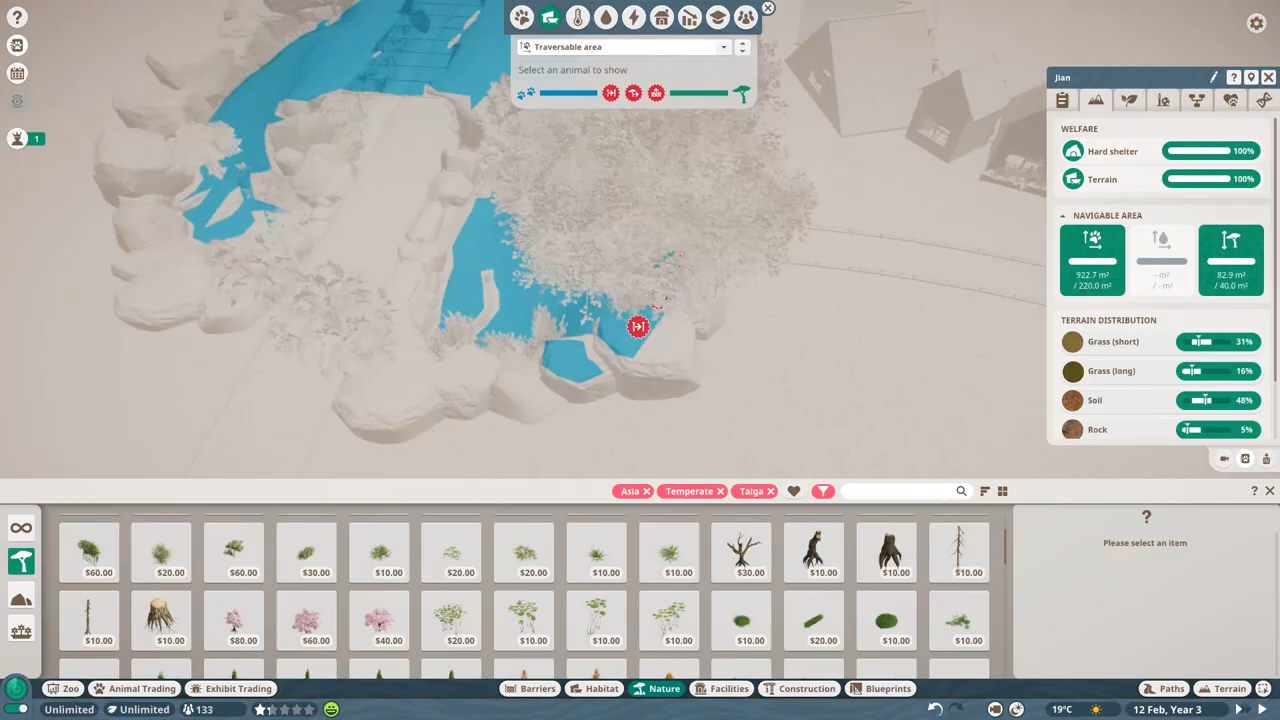 Traversable area
Select an animal to show
1
Jian
WELFARE
Hard shelter 100%
Terrain 100%
NAVIGABLE AREA
922.7 m² / 220.0 m²
- m² / - m²
82.9 m² / 40.0 m²
TERRAIN DISTRIBUTION
Grass (short) 31%
Grass (long) 16%
Soil 48%
Rock 5%
Asia Temperate Taiga
$60.00 $20.00 $60.00 $30.00 $10.00 $20.00 $20.00 $10.00 $10.00 $30.00 $10.00 $10.00 $10.00
$10.00 $10.00 $80.00 $60.00 $40.00 $20.00 $10.00 $10.00 $10.00 $10.00 $20.00 $10.00 $10.00
?
Please select an item
Zoo Animal Trading Exhibit Trading Barriers Habitat Nature Facilities Construction Blueprints Paths Terrain
Unlimited Unlimited 133 19°C 12 Feb, Year 3